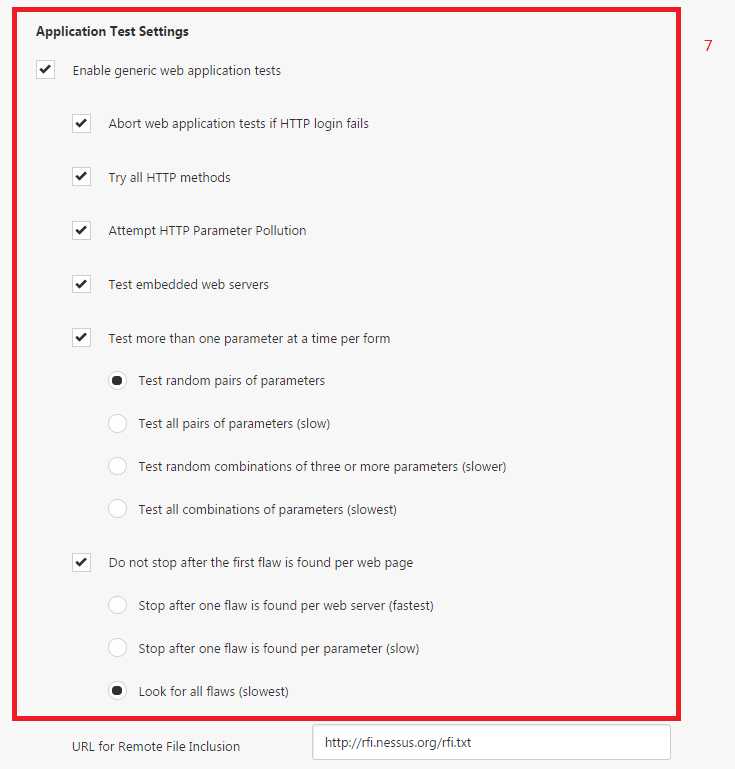 Application Test Settings
7
Enable generic web application tests
Abort web application tests if HTTP login fails
Try all HTTP methods
Attempt HTTP Parameter Pollution
Test embedded web servers
Test more than one parameter at a time per form
Test random pairs of parameters
Test all pairs of parameters (slow)
Test random combinations of three or more parameters (slower)
Test all combinations of parameters (slowest)
Do not stop after the first flaw is found per web page
Stop after one flaw is found per web server (fastest)
Stop after one flaw is found per parameter (slow)
Look for all flaws (slowest)
URL for Remote File Inclusion http://rfi.nessus.org/rfi.txt